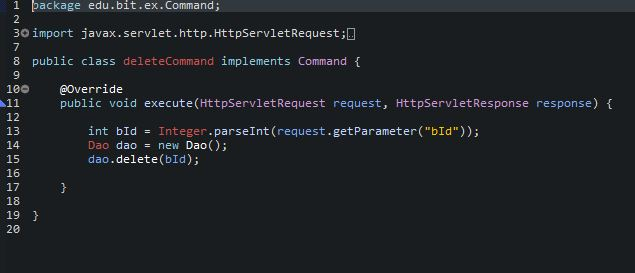 1 package edu.bit.ex.Command;
2
3 import javax.servlet.http.HttpServletRequest;
7
8 public class deleteCommand implements Command {
9
10 @Override
11 public void execute(HttpServletRequest request, HttpServletResponse response) {
12
13 int bId = Integer.parseInt(request.getParameter("bId"));
14 Dao dao = new Dao();
15 dao.delete(bId);
16
17 }
18
19 }
20